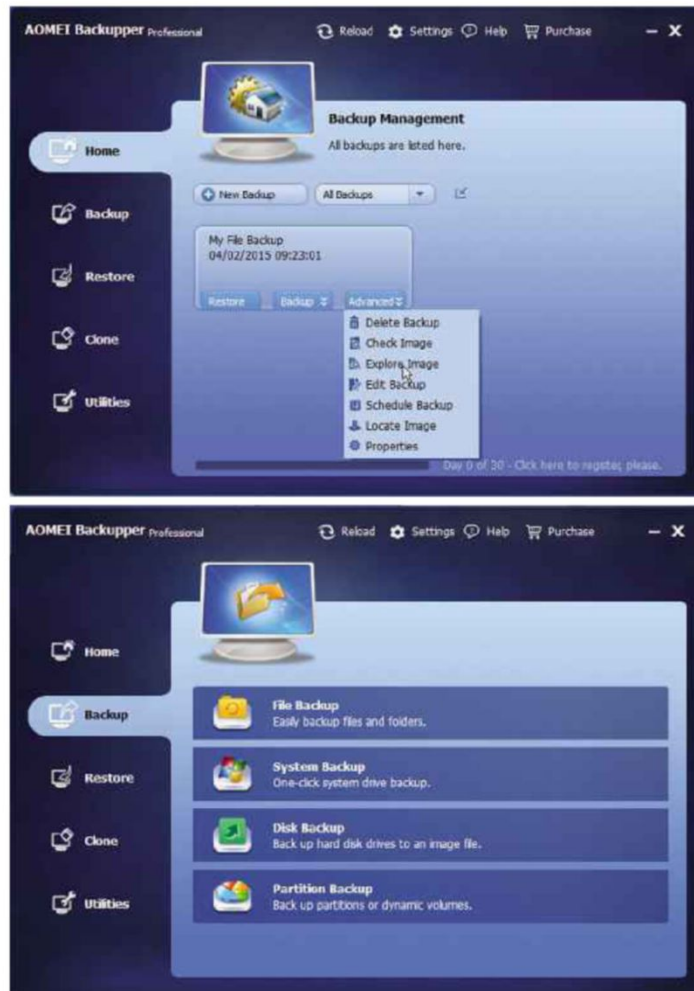 AOMEI Backupper Professional
Reload Settings Help Purchase
Backup Management
All backups are listed here.
Home
New Backup All Backups
Backup
My File Backup
04/02/2015 09:23:01
Restore
Restore Backup Advanced
Delete Backup
Check Image
Explore Image
Clone
Edit Backup
Schedule Backup
Utilities
Locate Image
Properties
Day 0 of 30 - Click here to register, please.
AOMEI Backupper Professional
Reload Settings Help Purchase
Home
Backup
Restore
Clone
Utilities
File Backup
Easily backup files and folders.
System Backup
One-click system drive backup.
Disk Backup
Back up hard disk drives to an image file.
Partition Backup
Back up partitions or dynamic volumes.